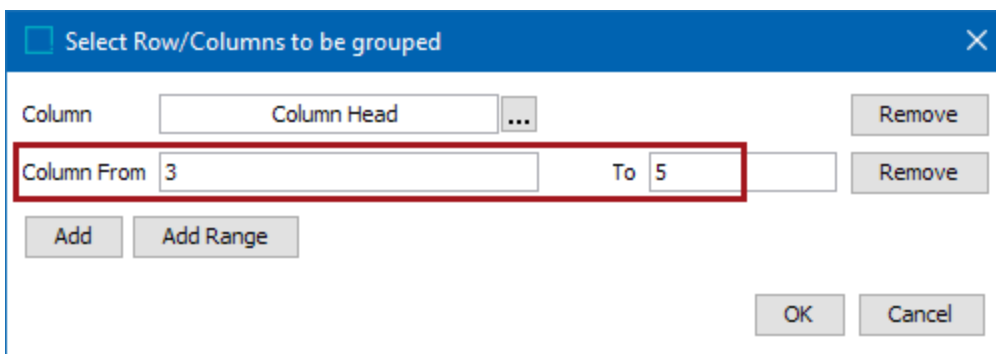 Select Row/Columns to be grouped
Column Column Head ... Remove
Column From 3 To 5 Remove
Add Add Range
OK Cancel